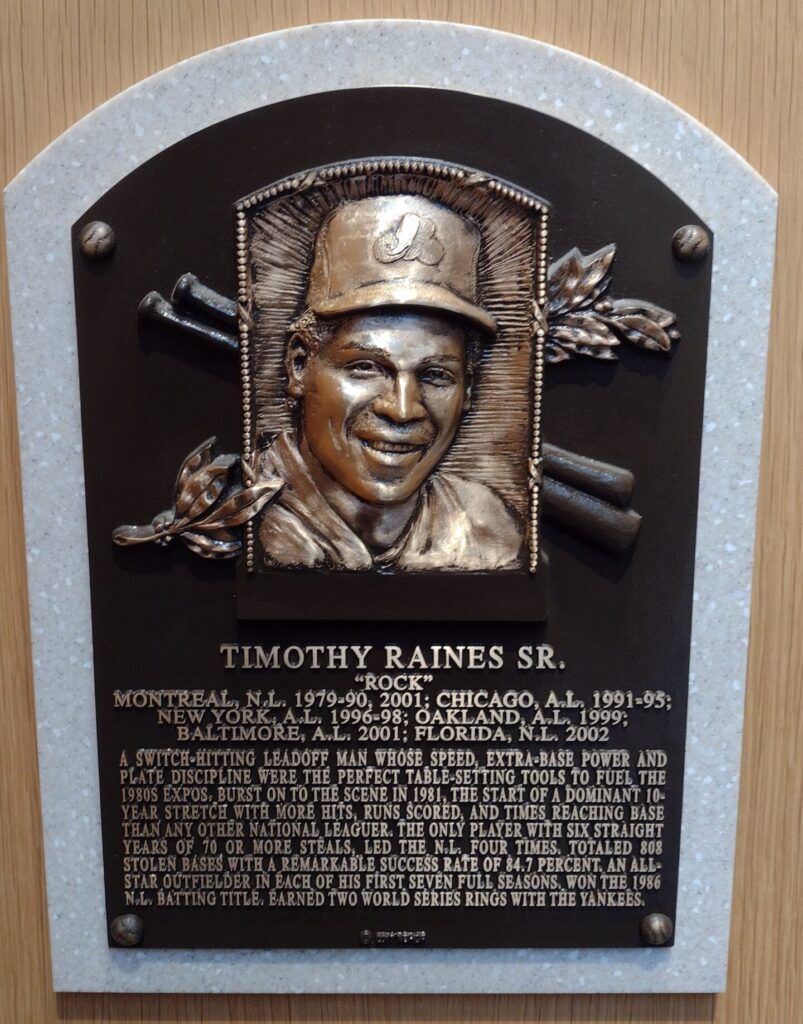 TIMOTHY RAINES SR.
"ROCK"
MONTREAL, N.L. 1979-90, 2001; CHICAGO, A.L. 1991-95;
NEW YORK, A.L. 1996-98; OAKLAND, A.L. 1999;
BALTIMORE, A.L. 2001; FLORIDA, N.L. 2002
A SWITCH-HITTING LEADOFF MAN WHOSE SPEED, EXTRA-BASE POWER AND
PLATE DISCIPLINE WERE THE PERFECT TABLE-SETTING TOOLS TO FUEL THE
1980S EXPOS. BURST ON TO THE SCENE IN 1981, THE START OF A DOMINANT 10-
YEAR STRETCH WITH MORE HITS, RUNS SCORED, AND TIMES REACHING BASE
THAN ANY OTHER NATIONAL LEAGUER. THE ONLY PLAYER WITH SIX STRAIGHT
YEARS OF 70 OR MORE STEALS, LED THE N.L. FOUR TIMES. TOTALED 808
STOLEN BASES WITH A REMARKABLE SUCCESS RATE OF 84.7 PERCENT. AN ALL-
STAR OUTFIELDER IN EACH OF HIS FIRST SEVEN FULL SEASONS. WON THE 1986
N.L. BATTING TITLE. EARNED TWO WORLD SERIES RINGS WITH THE YANKEES.